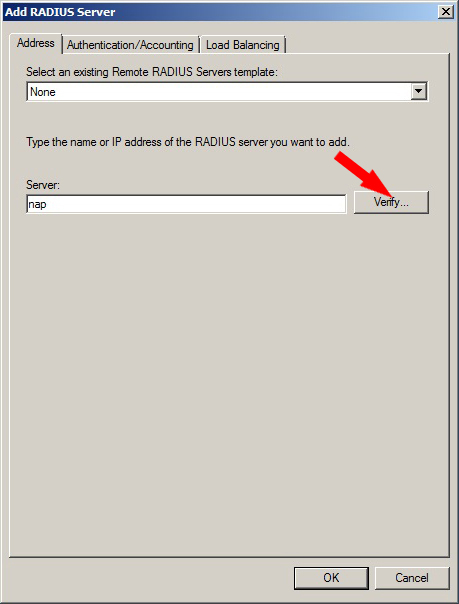 Add RADIUS Server
Address Authentication/Accounting Load Balancing
Select an existing Remote RADIUS Servers template:
None
Type the name or IP address of the RADIUS server you want to add.
Server:
nap Verify...
OK Cancel